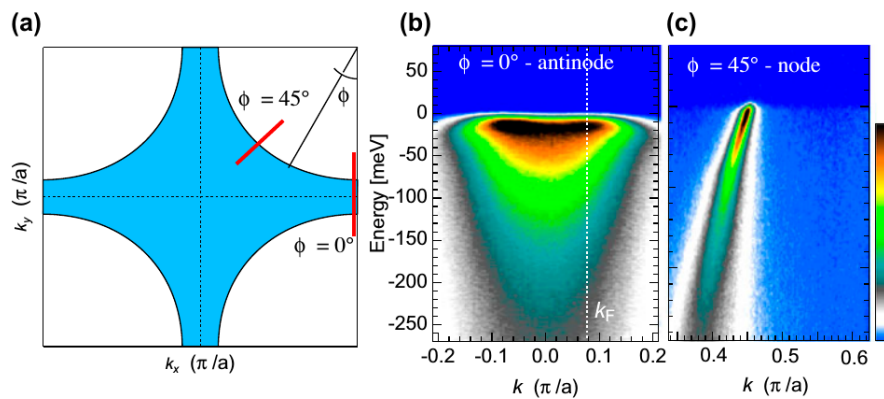 (a)
ϕ = 45°
ϕ
ϕ = 0°
k_y (π/a)
k_x (π/a)
(b)
ϕ = 0° - antinode
Energy [meV]
50
0
-50
-100
-150
-200
-250
k_F
-0.2 -0.1 0.0 0.1 0.2
k (π/a)
(c)
ϕ = 45° - node
0.4 0.5 0.6
k (π/a)